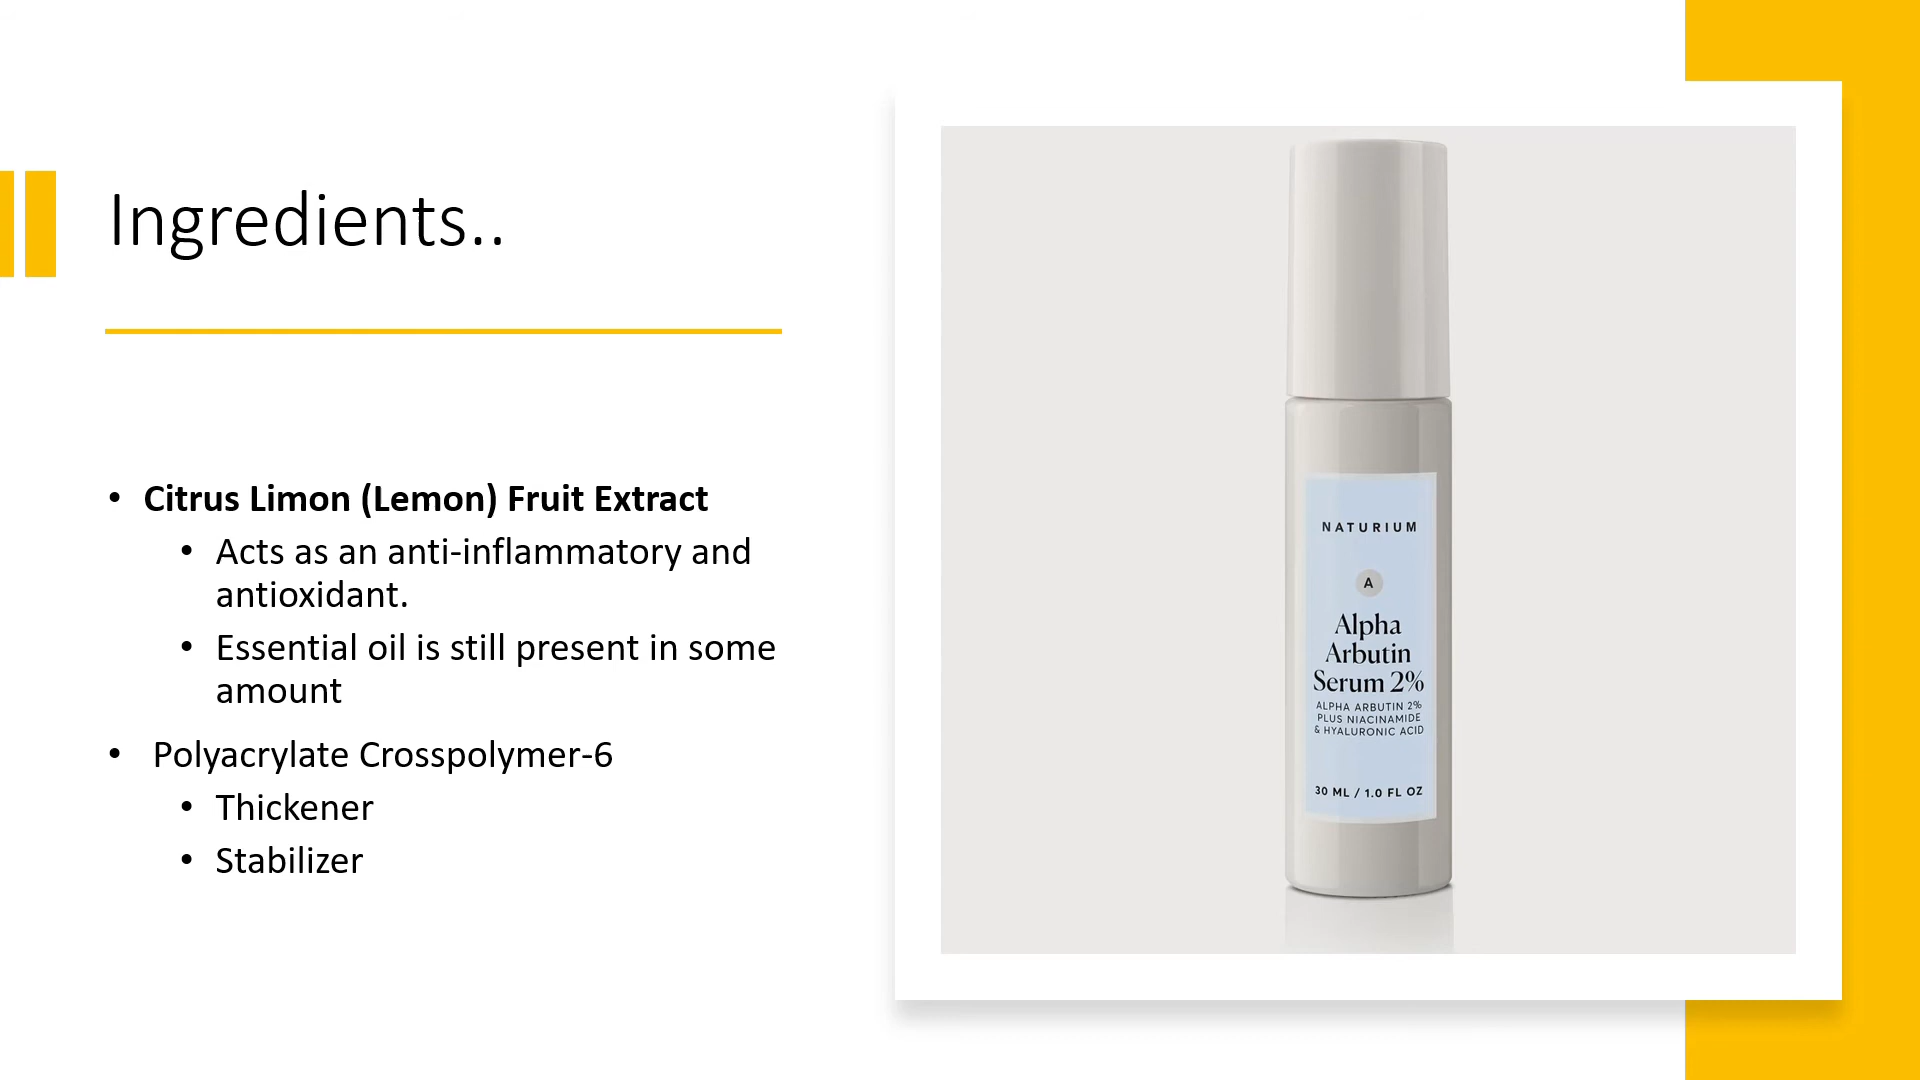 Ingredients..
• Citrus Limon (Lemon) Fruit Extract
• Acts as an anti-inflammatory and
antioxidant.
• Essential oil is still present in some
amount
• Polyacrylate Crosspolymer-6
• Thickener
• Stabilizer
NATURIUM
A
Alpha
Arbutin
Serum 2%
ALPHA ARBUTIN 2%
PLUS NIACINAMIDE
& HYALURONIC ACID
30 ML / 1.0 FL OZ